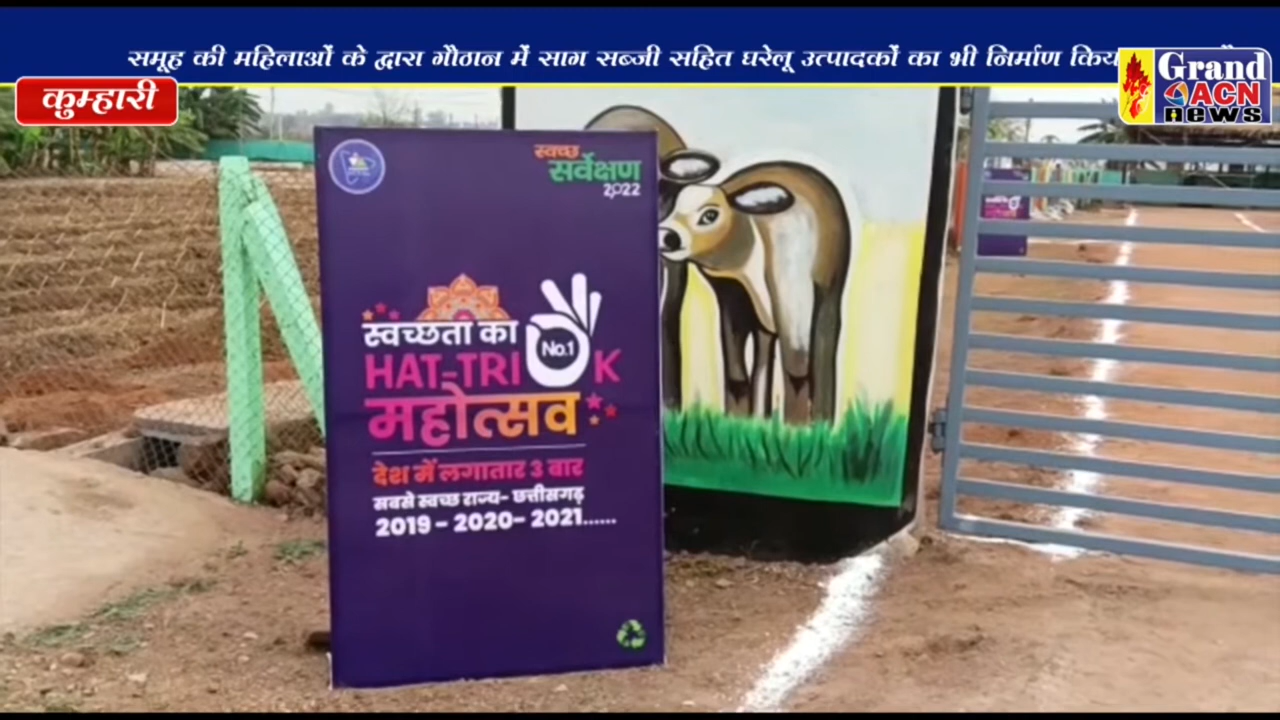 समूह की महिलाओं के द्वारा गौठान में साग सब्जी सहित घरेलू उत्पादकों का भी निर्माण किय
Grand
ACN
news
कुम्हारी
स्वच्छ
सर्वेक्षण
2022
स्वच्छता का
No.1
HAT-TRICK
महोत्सव
देश में लगातार 3 बार
सबसे स्वच्छ राज्य- छत्तीसगढ़
2019 - 2020- 2021......